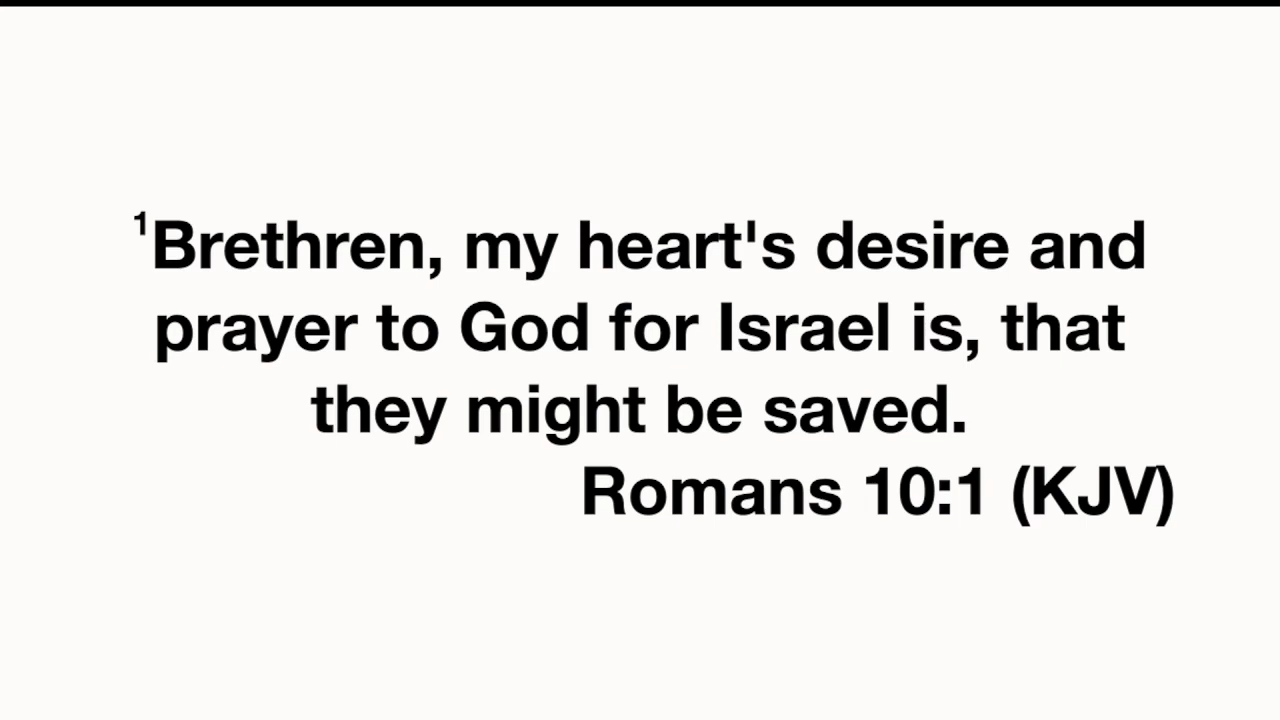 ¹Brethren, my heart's desire and
prayer to God for Israel is, that
they might be saved.
Romans 10:1 (KJV)